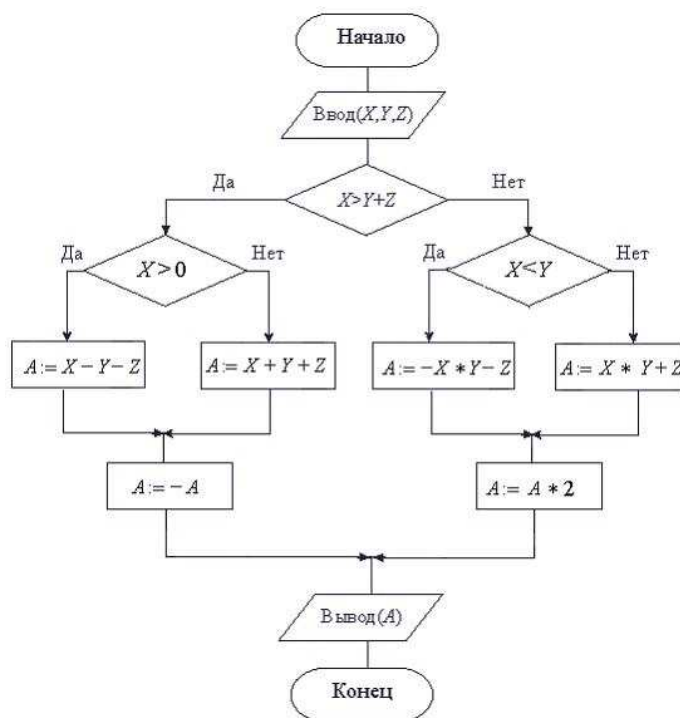 Начало
Ввод(X,Y,Z)
Да
X>Y+Z
Нет
Да
X>0
Нет
Да
X<Y
Нет
A:= X-Y-Z
A:= X+Y+Z
A:=-X*Y-Z
A:= X* Y+Z
A:=-A
A:= A*2
Вывод(A)
Конец